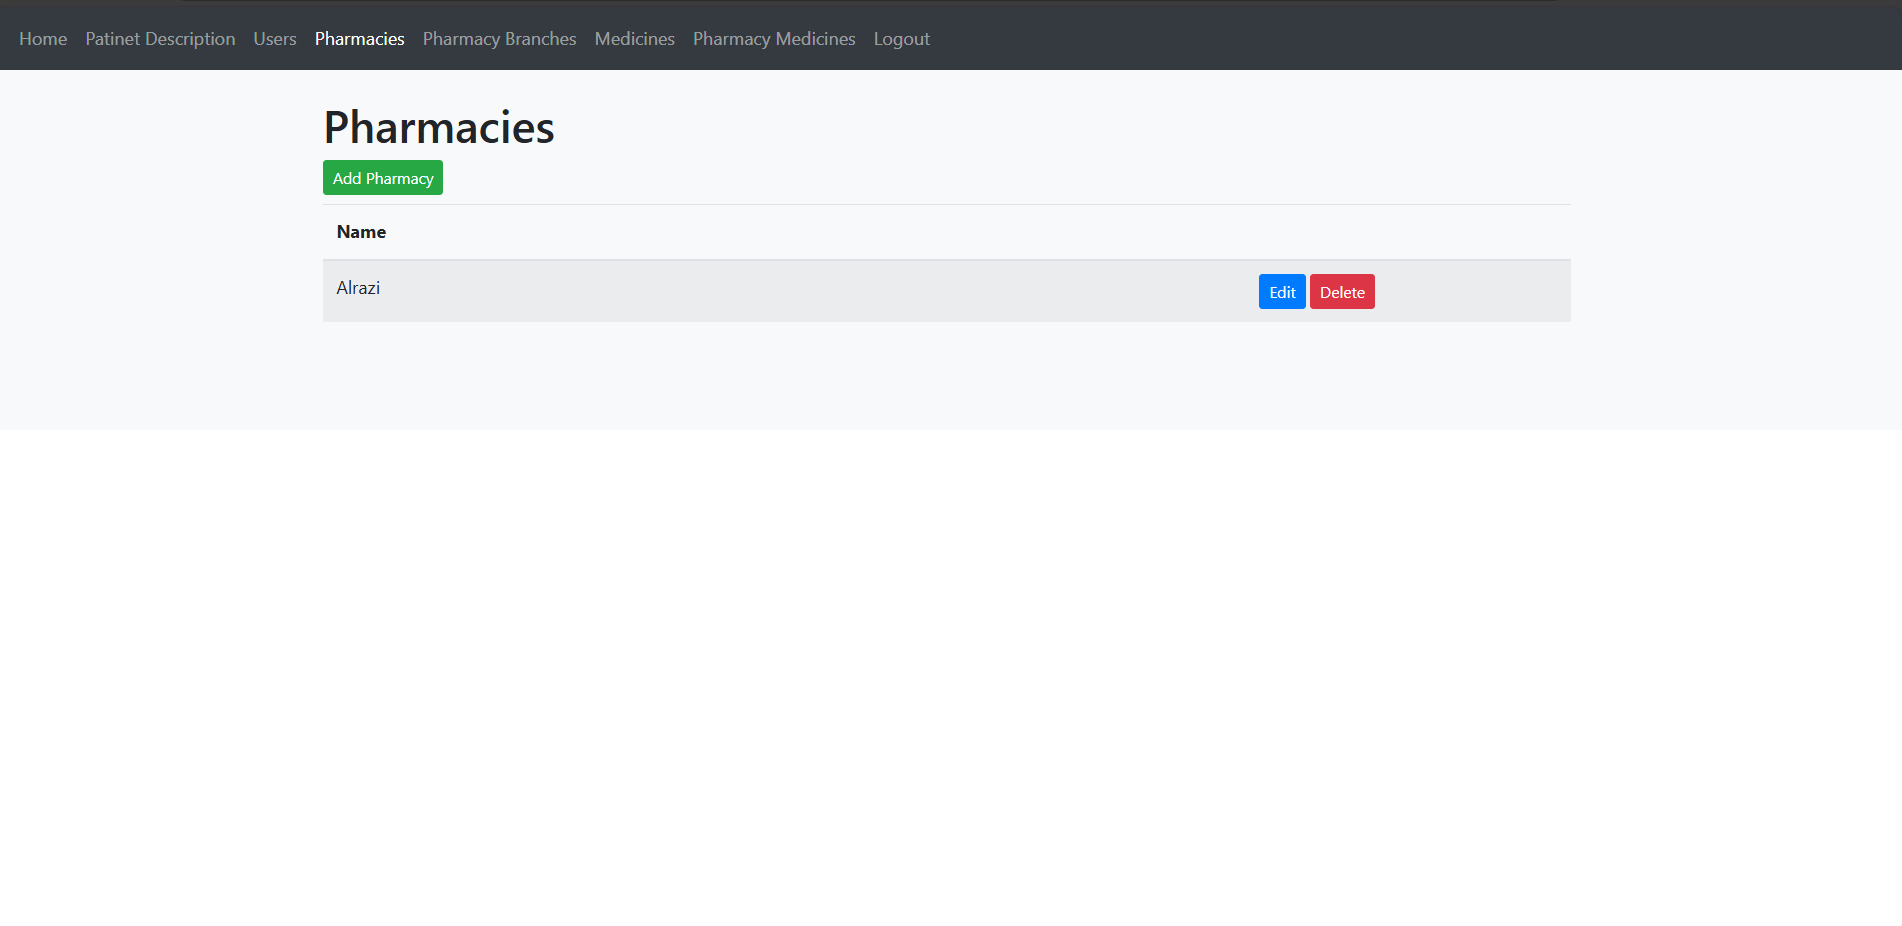 Home Patinet Description Users Pharmacies Pharmacy Branches Medicines Pharmacy Medicines Logout
Pharmacies
Add Pharmacy
Name
Alrazi Edit Delete